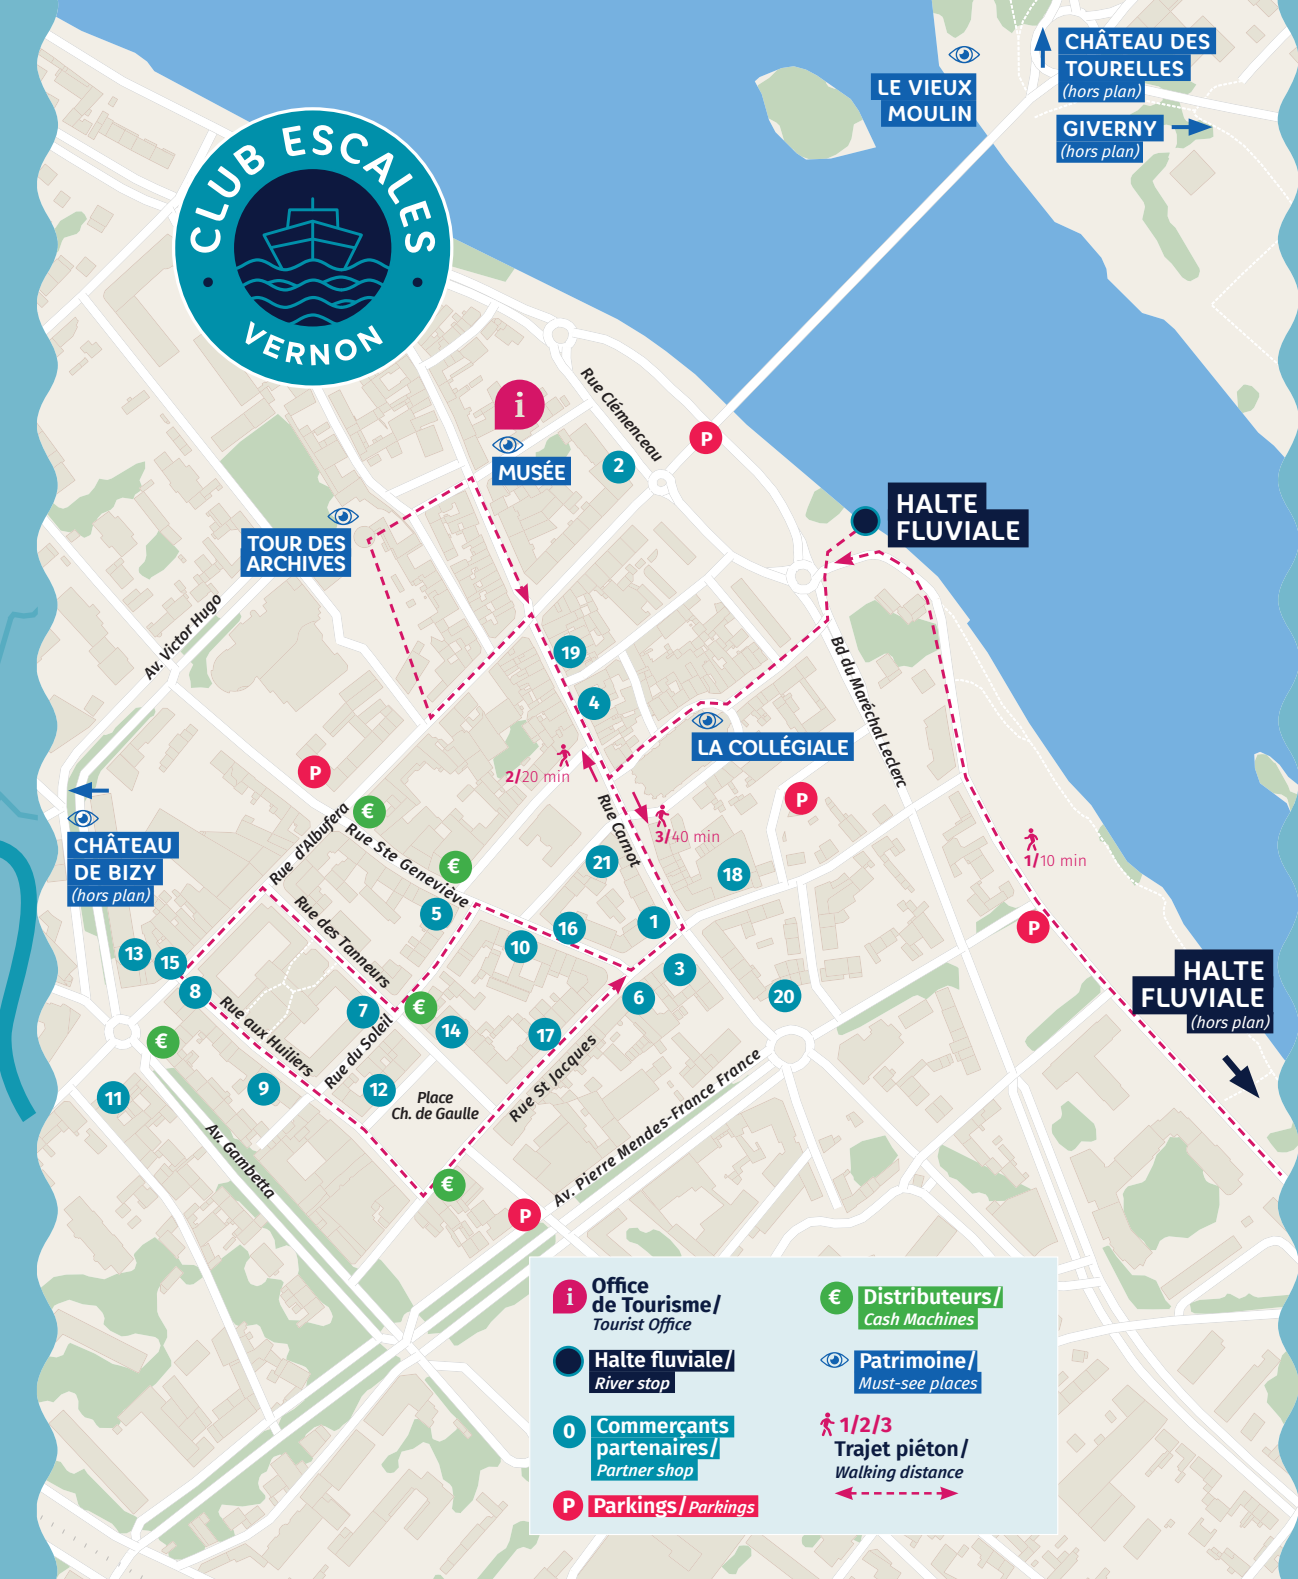 CLUB ESCALES
VERNON
CHÂTEAU DES
TOURELLES
(hors plan)
LE VIEUX
MOULIN
GIVERNY
(hors plan)
Rue Clémenceau
i
MUSÉE
2
P
HALTE
FLUVIALE
TOUR DES
ARCHIVES
Av. Victor Hugo
19
4
Bd du Maréchal Leclerc
LA COLLÉGIALE
2/20 min
P
P
€
Rue d'Albufera
Rue Ste Geneviève
Rue Carnot
3/40 min
CHÂTEAU
DE BIZY
(hors plan)
€
21
18
1/10 min
5
Rue des Tanneurs
16
1
10
P
13
15
8
3
HALTE
FLUVIALE
(hors plan)
6
20
7
€
14
17
Rue aux Huiliers
Rue du Soleil
€
9
12
11
Place
Ch. de Gaulle
Rue St Jacques
Av. Pierre Mendes-France France
Av. Gambetta
€
P
i
Office
de Tourisme/
Tourist Office
Halte fluviale/
River stop
0
Commerçants
partenaires/
Partner shop
P
Parkings/Parkings
€
Distributeurs/
Cash Machines
Patrimoine/
Must-see places
1/2/3
Trajet piéton/
Walking distance